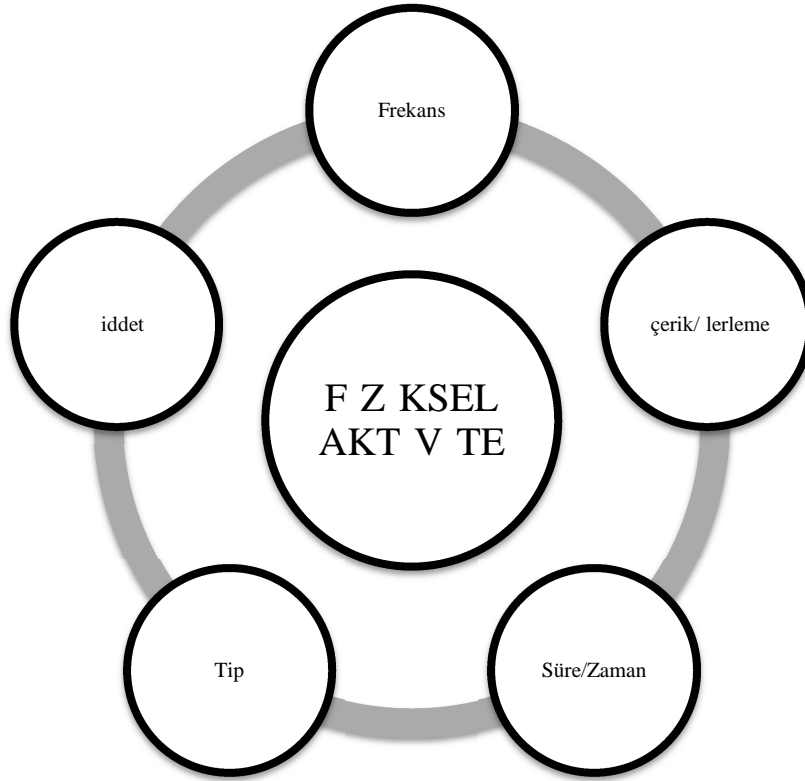 Frekans
iddet
çerik/ lerleme
F Z KSEL
AKT V TE
Tip
Süre/Zaman